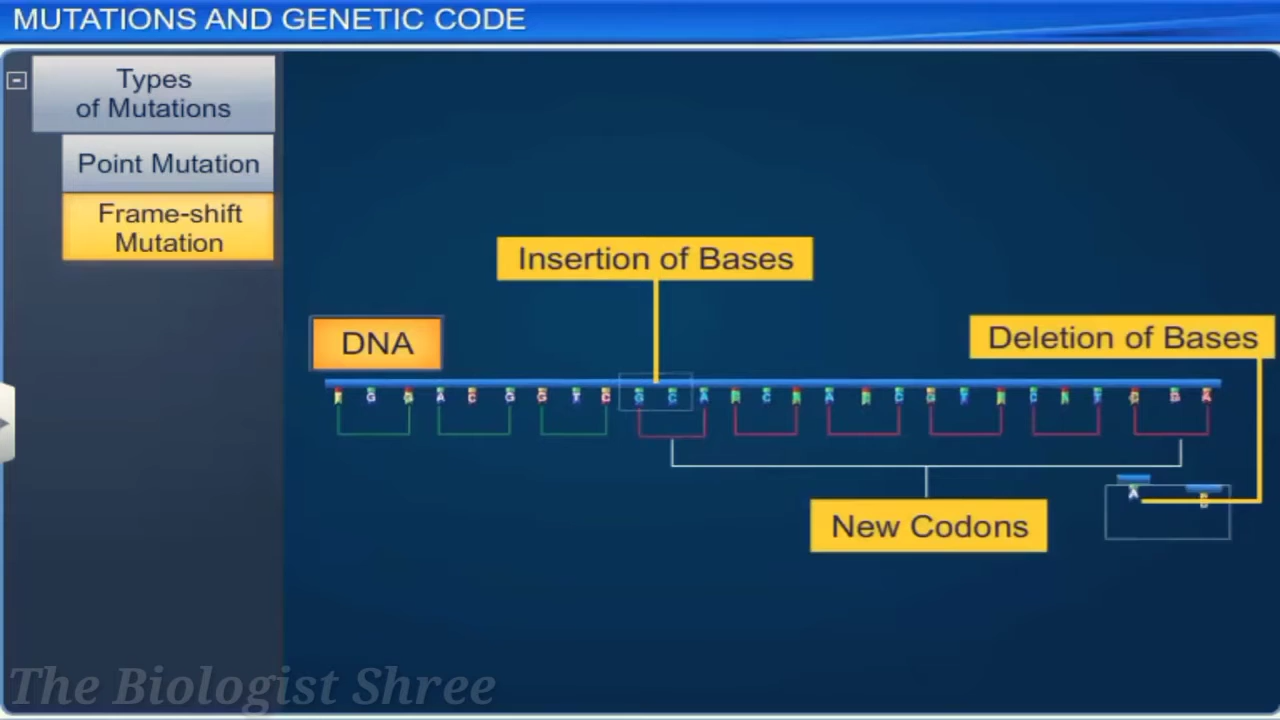 MUTATIONS AND GENETIC CODE
Types
of Mutations
Point Mutation
Frame-shift
Mutation
Insertion of Bases
DNA
Deletion of Bases
New Codons
The Biologist Shree